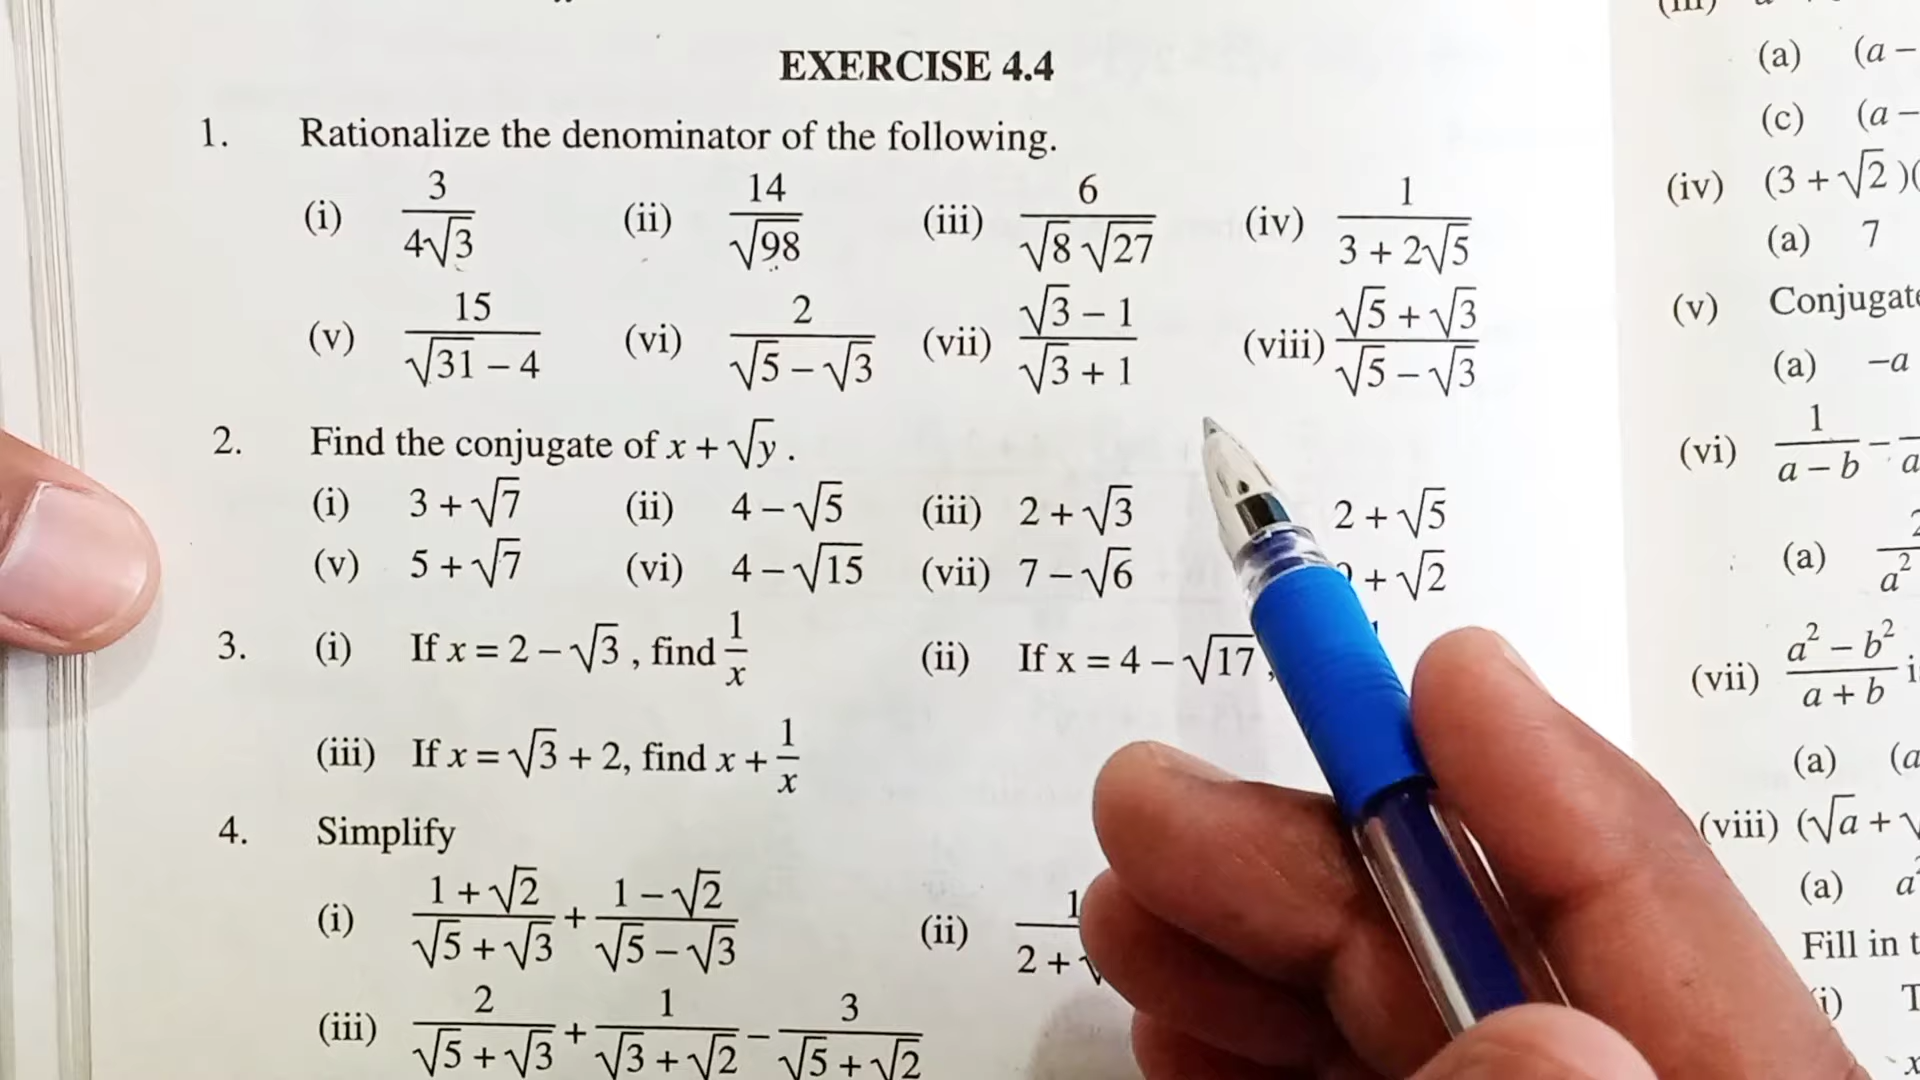 EXERCISE 4.4
1. Rationalize the denominator of the following.
(i) 3/(4√3) (ii) 14/√98 (iii) 6/(√8 √27) (iv) 1/(3 + 2√5)
(v) 15/(√31 – 4) (vi) 2/(√5 – √3) (vii) (√3 – 1)/(√3 + 1) (viii) (√5 + √3)/(√5 – √3)
2. Find the conjugate of x + √y .
(i) 3 + √7 (ii) 4 – √5 (iii) 2 + √3 2 + √5
(v) 5 + √7 (vi) 4 – √15 (vii) 7 – √6 + √2
3. (i) If x = 2 – √3 , find 1/x (ii) If x = 4 – √17 ,
(iii) If x = √3 + 2, find x + 1/x
4. Simplify
(i) (1 + √2)/(√5 + √3) + (1 – √2)/(√5 – √3) (ii) 1/(2 + √
(iii) 2/(√5 + √3) + 1/(√3 + √2) – 3/(√5 + √2)
(iii)
(a) (a –
(c) (a –
(iv) (3 + √2 )(
(a) 7
(v) Conjugate
(a) –a
(vi) 1/(a – b) –
(a) a²
(vii) (a² – b²)/(a + b) i
(a) (a
(viii) (√a + √
(a) a
Fill in t
i) T
x